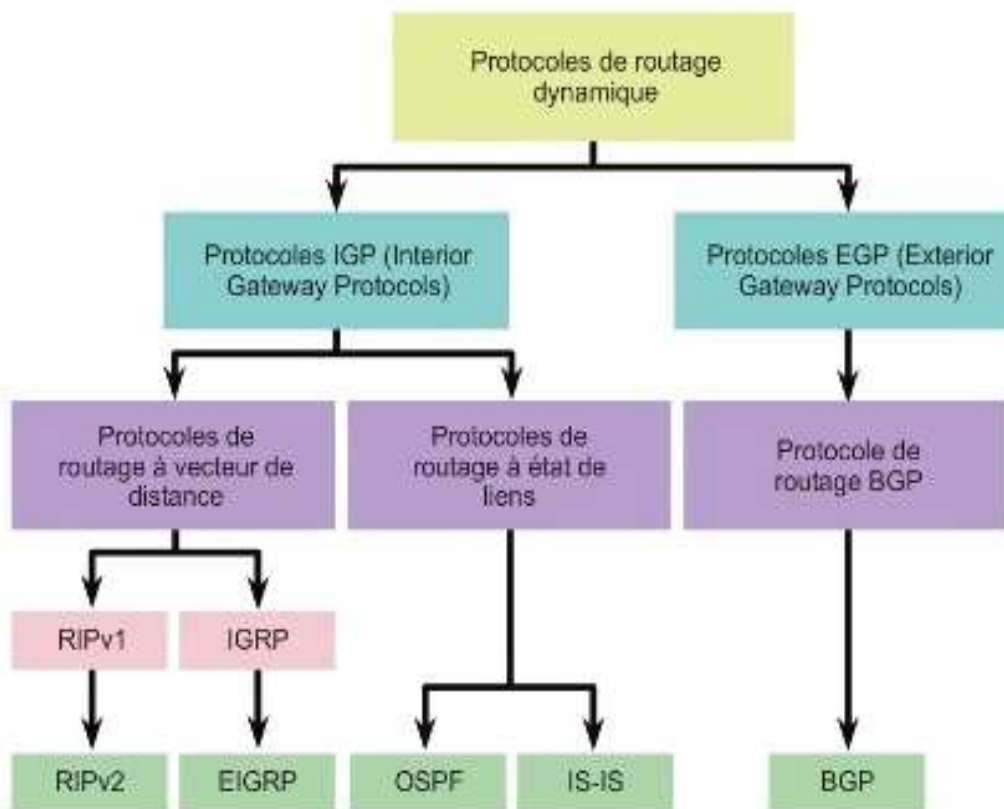 Protocoles de routage
dynamique
Protocoles IGP (Interior
Gateway Protocols)
Protocoles EGP (Exterior
Gateway Protocols)
Protocoles de
routage à vecteur de
distance
Protocoles de
routage à état de
liens
Protocole de
routage BGP
RIPv1
IGRP
RIPv2
EIGRP
OSPF
IS-IS
BGP